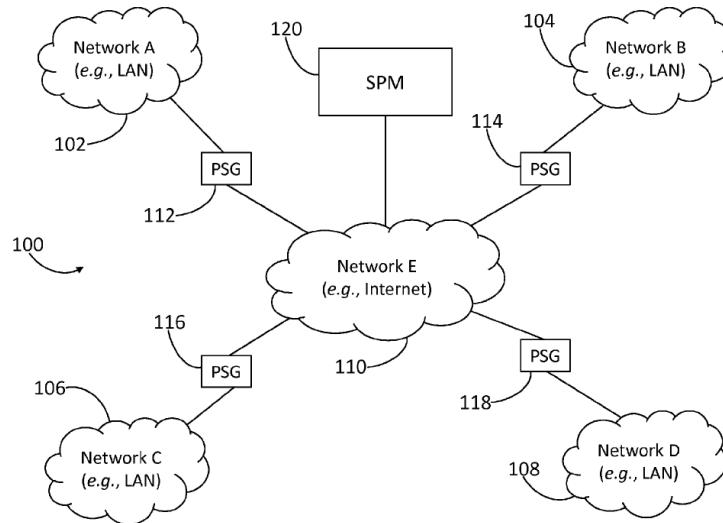 Network A
(e.g., LAN)
102
120
SPM
104
Network B
(e.g., LAN)
114
PSG
112
PSG
100
Network E
(e.g., Internet)
110
116
PSG
106
Network C
(e.g., LAN)
PSG
118
Network D
(e.g., LAN)
108